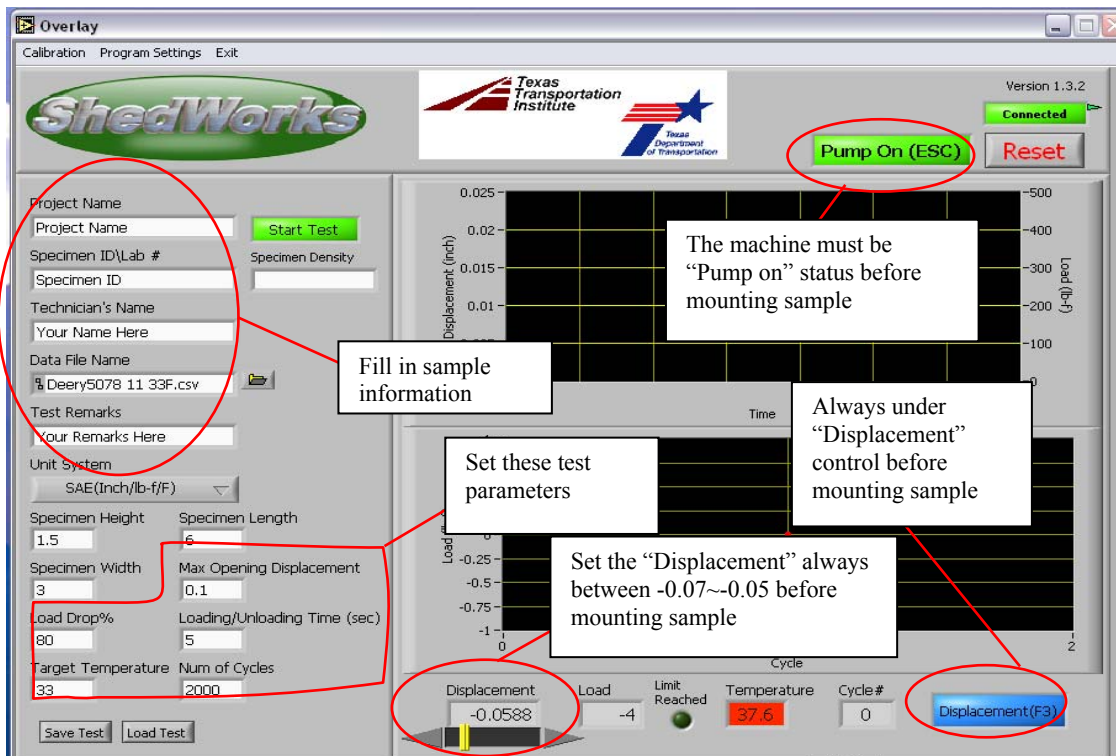 Overlay
Calibration Program Settings Exit
ShedWorks
Texas
Transportation
Institute
Texas
Department
of Transportation
Version 1.3.2
Connected
Pump On (ESC)
Reset
Project Name
Project Name
Start Test
Specimen ID\Lab #
Specimen Density
Specimen ID
Technician's Name
Your Name Here
Data File Name
Deery5078 11 33F.csv
Test Remarks
Your Remarks Here
Unit System
SAE(Inch/lb-f/F)
Specimen Height
Specimen Length
1.5
6
Specimen Width
Max Opening Displacement
3
0.1
Load Drop%
Loading/Unloading Time (sec)
80
5
Target Temperature
Num of Cycles
33
2000
Save Test
Load Test
Fill in sample
information
Set these test
parameters
0.025
0.02
0.015
0.01
Displacement (inch)
500
400
300
200
100
0
Load (lb-f)
Time
The machine must be
“Pump on” status before
mounting sample
Always under
“Displacement”
control before
mounting sample
Set the “Displacement” always
between -0.07~-0.05 before
mounting sample
Load
-0.25
-0.5
-0.75
-1
0
2
Cycle
Displacement
-0.0588
Load
-4
Limit
Reached
Temperature
37.6
Cycle#
0
Displacement(F3)